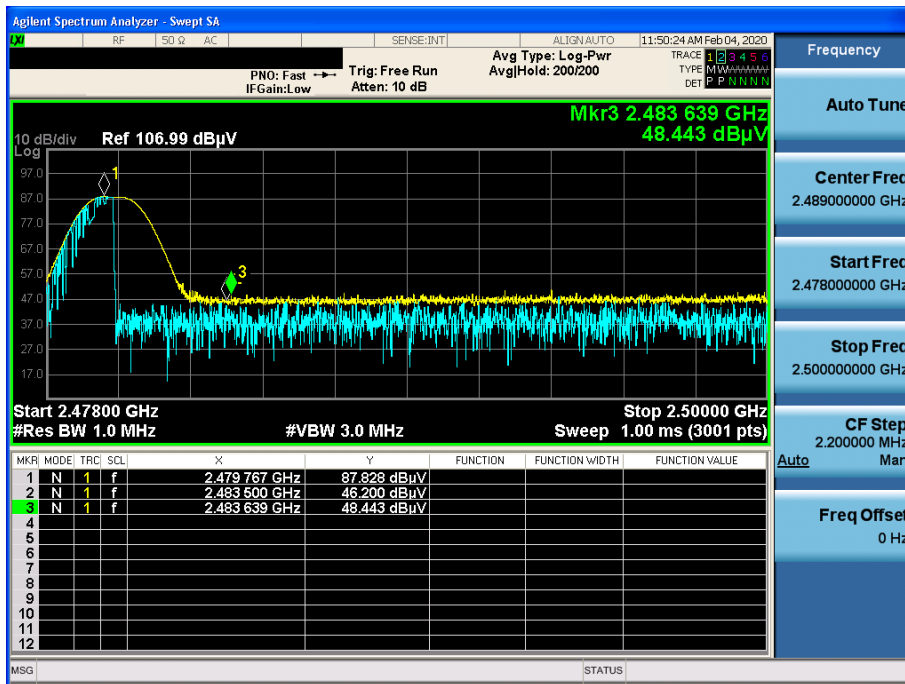 Agilent Spectrum Analyzer - Swept SA
LXI RF 50 Ω AC SENSE:INT ALIGN AUTO 11:50:24 AM Feb 04, 2020
PNO: Fast Trig: Free Run Avg Type: Log-Pwr TRACE 1 2 3 4 5 6
IFGain:Low Atten: 10 dB Avg|Hold: 200/200 TYPE M WWWWW
DET P P N N N N
Mkr3 2.483 639 GHz
48.443 dBµV
10 dB/div Ref 106.99 dBµV
Log
97.0
87.0
77.0
67.0
57.0
47.0
37.0
27.0
17.0
1
3
Start 2.47800 GHz Stop 2.50000 GHz
#Res BW 1.0 MHz #VBW 3.0 MHz Sweep 1.00 ms (3001 pts)
MKR MODE TRC SCL X Y FUNCTION FUNCTION WIDTH FUNCTION VALUE
1 N 1 f 2.479 767 GHz 87.828 dBµV
2 N 1 f 2.483 500 GHz 46.200 dBµV
3 N 1 f 2.483 639 GHz 48.443 dBµV
4
5
6
7
8
9
10
11
12
MSG STATUS
Frequency
Auto Tune
Center Freq
2.489000000 GHz
Start Freq
2.478000000 GHz
Stop Freq
2.500000000 GHz
CF Step
2.200000 MHz
Auto Man
Freq Offset
0 Hz